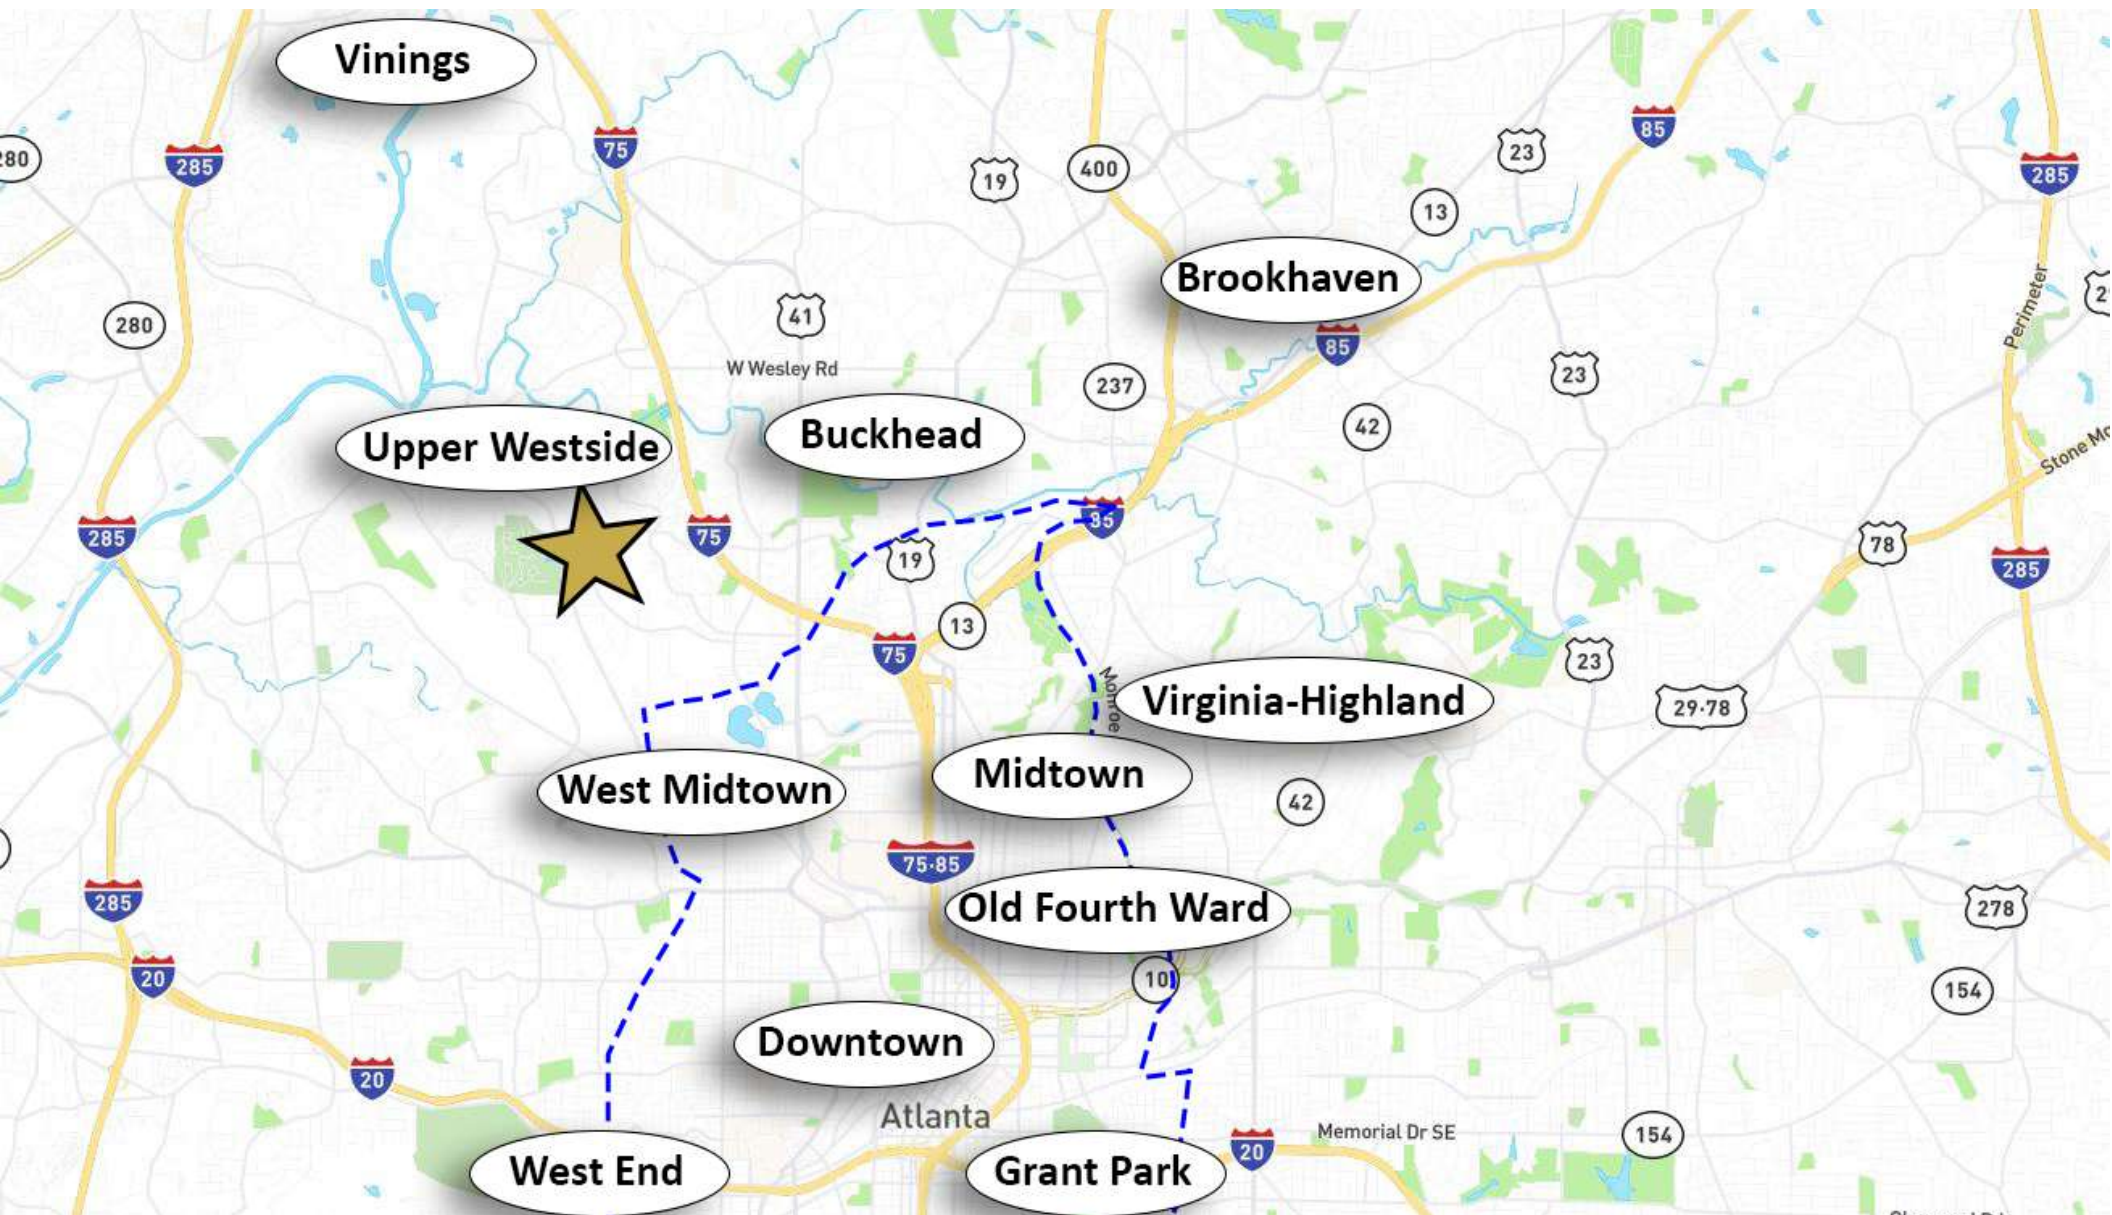 Vinings
75
285
280
19
400
23
85
13
285
Brookhaven
280
41
85
Perimeter
W Wesley Rd
237
23
42
Buckhead
Upper Westside
Stone Mo
285
75
85
19
78
285
13
75
23
Monroe
Virginia-Highland
29·78
Midtown
West Midtown
42
75·85
285
Old Fourth Ward
278
20
10
154
Downtown
20
Atlanta
Memorial Dr SE
154
20
West End
Grant Park